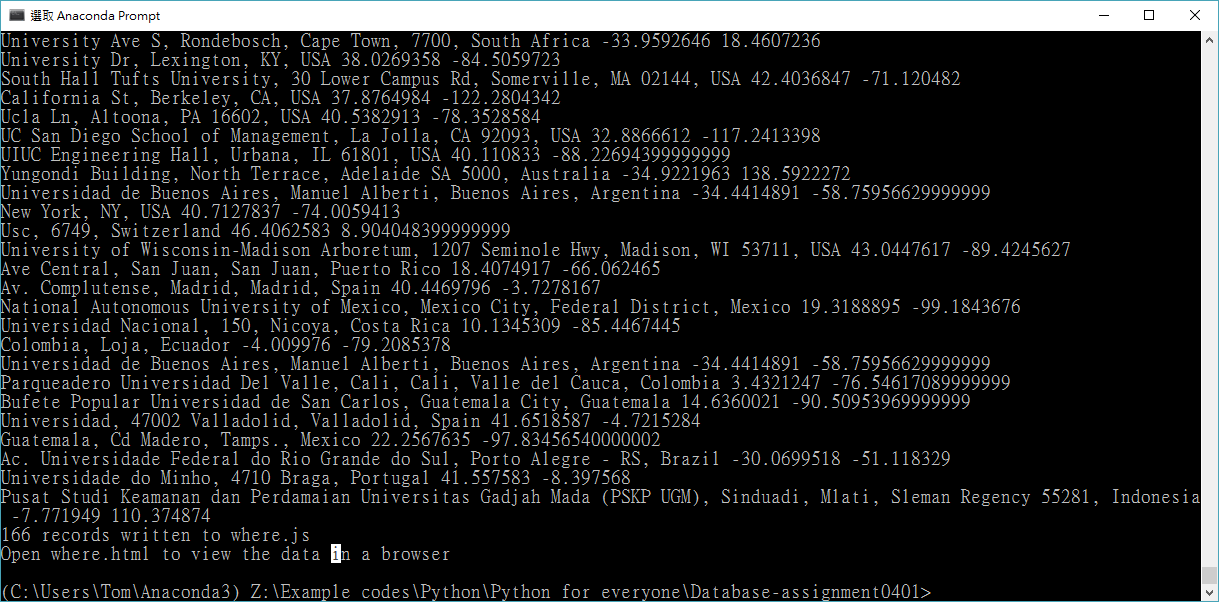 選取 Anaconda Prompt
University Ave S, Rondebosch, Cape Town, 7700, South Africa -33.9592646 18.4607236
University Dr, Lexington, KY, USA 38.0269358 -84.5059723
South Hall Tufts University, 30 Lower Campus Rd, Somerville, MA 02144, USA 42.4036847 -71.120482
California St, Berkeley, CA, USA 37.8764984 -122.2804342
Ucla Ln, Altoona, PA 16602, USA 40.5382913 -78.3528584
UC San Diego School of Management, La Jolla, CA 92093, USA 32.8866612 -117.2413398
UIUC Engineering Hall, Urbana, IL 61801, USA 40.110833 -88.22694399999999
Yungondi Building, North Terrace, Adelaide SA 5000, Australia -34.9221963 138.5922272
Universidad de Buenos Aires, Manuel Alberti, Buenos Aires, Argentina -34.4414891 -58.75956629999999
New York, NY, USA 40.7127837 -74.0059413
Usc, 6749, Switzerland 46.4062583 8.904048399999999
University of Wisconsin-Madison Arboretum, 1207 Seminole Hwy, Madison, WI 53711, USA 43.0447617 -89.4245627
Ave Central, San Juan, San Juan, Puerto Rico 18.4074917 -66.062465
Av. Complutense, Madrid, Madrid, Spain 40.4469796 -3.7278167
National Autonomous University of Mexico, Mexico City, Federal District, Mexico 19.3188895 -99.1843676
Universidad Nacional, 150, Nicoya, Costa Rica 10.1345309 -85.4467445
Colombia, Loja, Ecuador -4.009976 -79.2085378
Universidad de Buenos Aires, Manuel Alberti, Buenos Aires, Argentina -34.4414891 -58.75956629999999
Parqueadero Universidad Del Valle, Cali, Cali, Valle del Cauca, Colombia 3.4321247 -76.54617089999999
Bufete Popular Universidad de San Carlos, Guatemala City, Guatemala 14.6360021 -90.50953969999999
Universidad, 47002 Valladolid, Valladolid, Spain 41.6518587 -4.7215284
Guatemala, Cd Madero, Tamps., Mexico 22.2567635 -97.83456540000002
Ac. Universidade Federal do Rio Grande do Sul, Porto Alegre - RS, Brazil -30.0699518 -51.118329
Universidade do Minho, 4710 Braga, Portugal 41.557583 -8.397568
Pusat Studi Keamanan dan Perdamaian Universitas Gadjah Mada (PSKP UGM), Sinduadi, Mlati, Sleman Regency 55281, Indonesia
-7.771949 110.374874
166 records written to where.js
Open where.html to view the data in a browser
(C:\Users\Tom\Anaconda3) Z:\Example codes\Python\Python for everyone\Database-assignment0401>